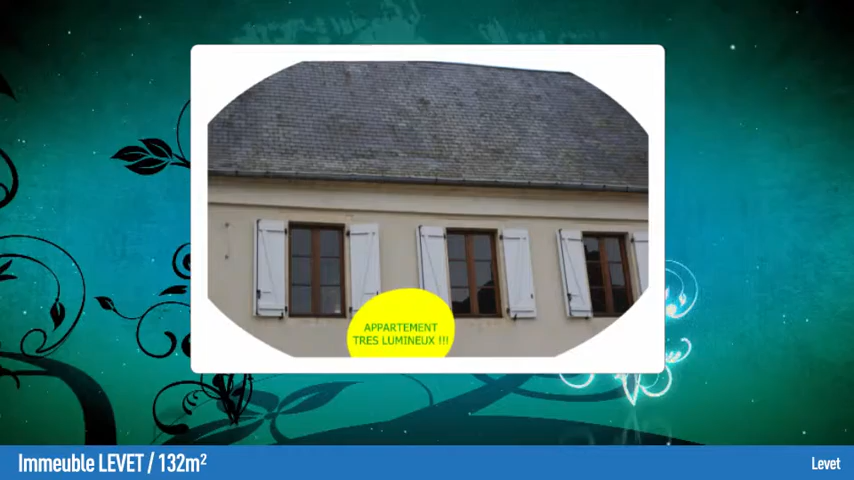 APPARTEMENT
TRES LUMINEUX !!!
Immeuble LEVET / 132m²
Levet